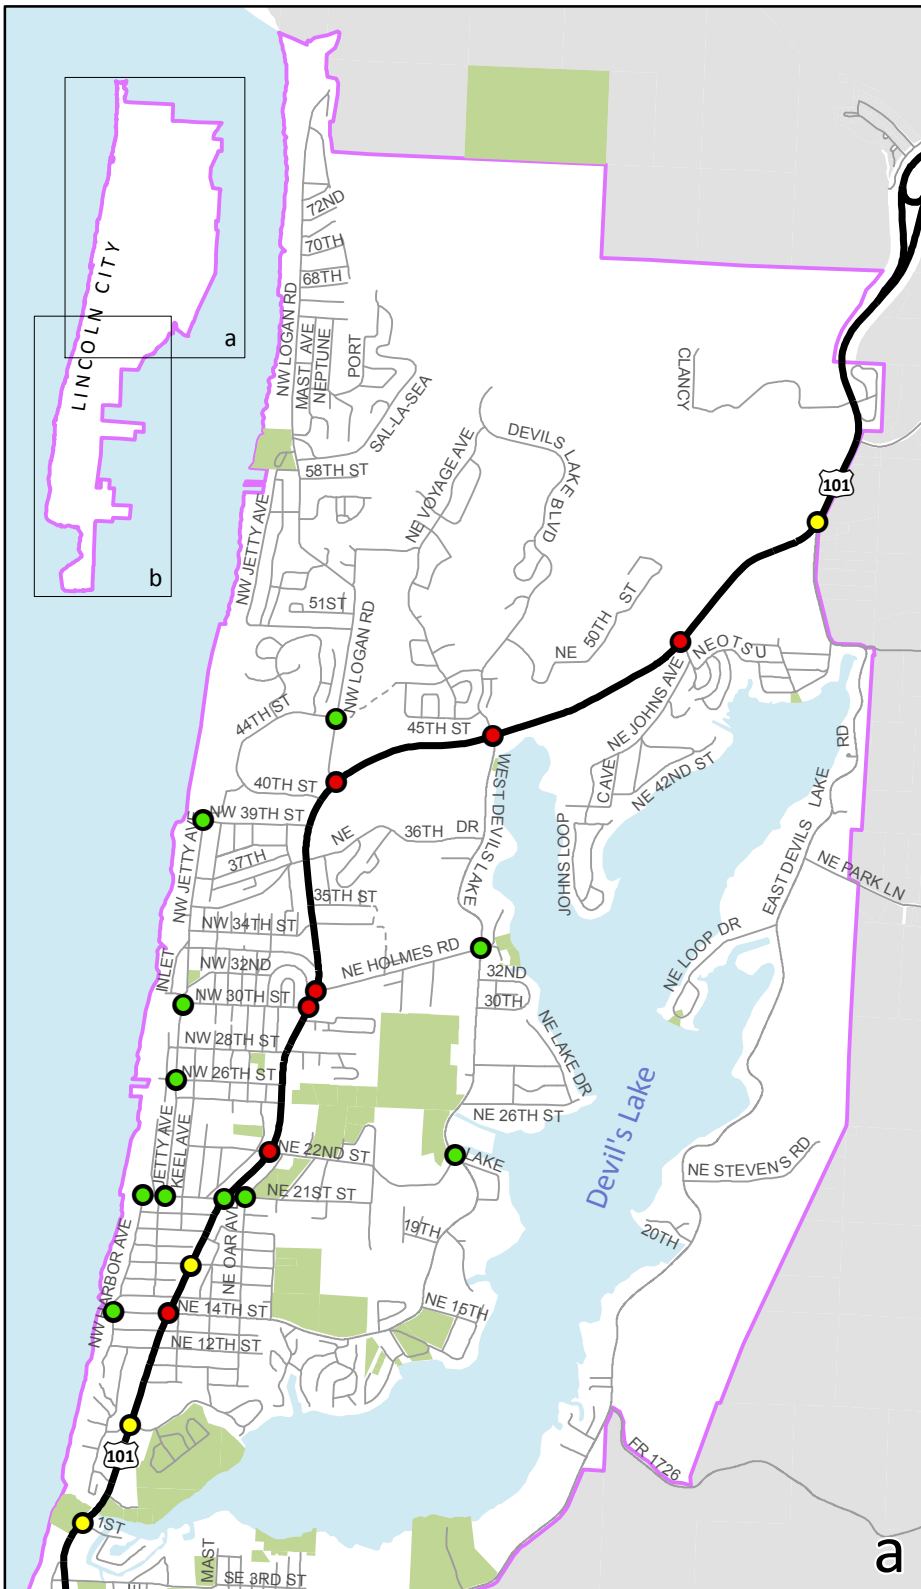 72ND
70TH
68TH
NW LOGAN RD
MAST AVE
NEPTUNE
PORT
SAL-LA-SEA
LINCOLN CITY
a
b
CLANCY
58TH ST
NE VOYAGE AVE
DEVILS LAKE BLVD
101
NW JETTY AVE
51ST
NW LOGAN RD
NE 50TH ST
NEOTSU
44TH ST
45TH ST
NE JOHNS AVE
WEST DEVILS LAKE
40TH ST
CAVE
NE 42ND ST
EAST DEVILS LAKE RD
NW 39TH ST
NW JETTY AVE
NE 36TH DR
37TH
JOHNS LOOP
NE PARK LN
35TH ST
NW 34TH ST
NE LOOP DR
NE HOLMES RD
INLET
NW 32ND
32ND
NW 30TH ST
30TH
NE LAKE DR
NW 28TH ST
NW 26TH ST
Devil's Lake
JETTY AVE
KEEL AVE
NE 26TH ST
NE 22ND ST
LAKE
NE STEVENS RD
NE 21ST ST
NE OAR AVE
19TH
20TH
NW HARBOR AVE
NE 14TH ST
NE 15TH
NE 12TH ST
101
FR 1726
1ST
MAST
SE 3RD ST
a